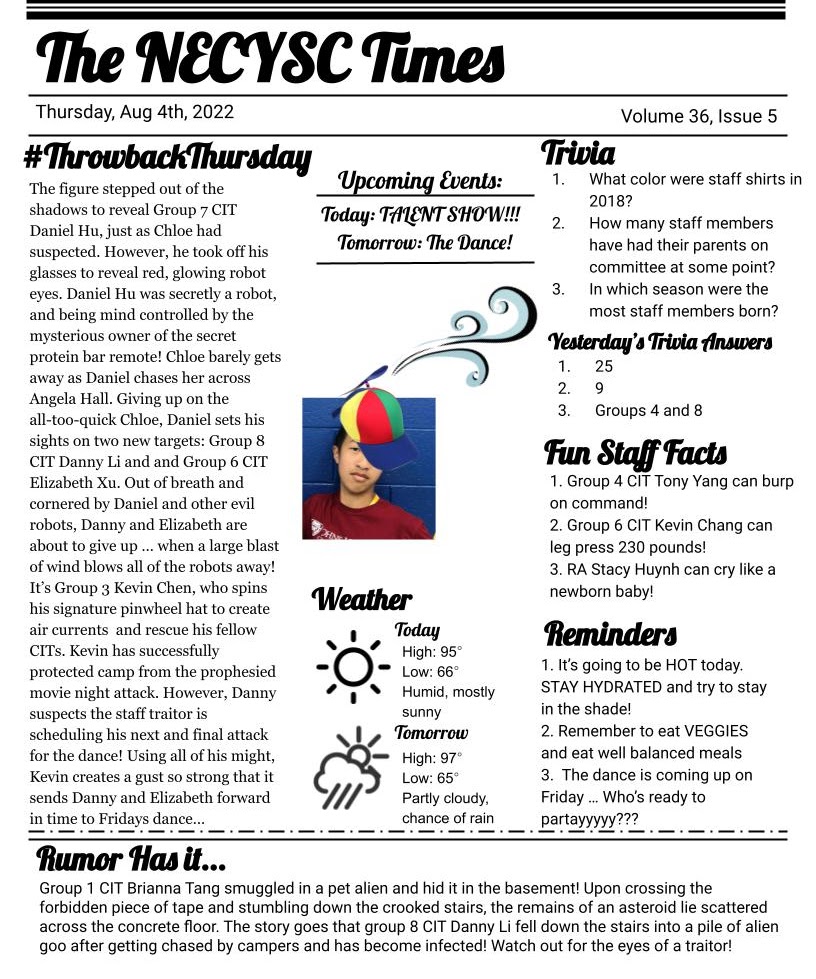 The NECYSC Times
Thursday, Aug 4th, 2022
Volume 36, Issue 5
#ThrowbackThursday
The figure stepped out of the
shadows to reveal Group 7 CIT
Daniel Hu, just as Chloe had
suspected. However, he took off his
glasses to reveal red, glowing robot
eyes. Daniel Hu was secretly a robot,
and being mind controlled by the
mysterious owner of the secret
protein bar remote! Chloe barely gets
away as Daniel chases her across
Angela Hall. Giving up on the
all-too-quick Chloe, Daniel sets his
sights on two new targets: Group 8
CIT Danny Li and and Group 6 CIT
Elizabeth Xu. Out of breath and
cornered by Daniel and other evil
robots, Danny and Elizabeth are
about to give up ... when a large blast
of wind blows all of the robots away!
It's Group 3 Kevin Chen, who spins
his signature pinwheel hat to create
air currents and rescue his fellow
CITs. Kevin has successfully
protected camp from the prophesied
movie night attack. However, Danny
suspects the staff traitor is
scheduling his next and final attack
for the dance! Using all of his might,
Kevin creates a gust so strong that it
sends Danny and Elizabeth forward
in time to Fridays dance...
Upcoming Events:
Today: TALENT SHOW!!!
Tomorrow: The Dance!
Weather
Today
High: 95°
Low: 66°
Humid, mostly
sunny
Tomorrow
High: 97°
Low: 65°
Partly cloudy,
chance of rain
Trivia
1. What color were staff shirts in
2018?
2. How many staff members
have had their parents on
committee at some point?
3. In which season were the
most staff members born?
Yesterday's Trivia Answers
1. 25
2. 9
3. Groups 4 and 8
Fun Staff Facts
1. Group 4 CIT Tony Yang can burp
on command!
2. Group 6 CIT Kevin Chang can
leg press 230 pounds!
3. RA Stacy Huynh can cry like a
newborn baby!
Reminders
1. It's going to be HOT today.
STAY HYDRATED and try to stay
in the shade!
2. Remember to eat VEGGIES
and eat well balanced meals
3. The dance is coming up on
Friday ... Who's ready to
partayyyyy???
Rumor Has it...
Group 1 CIT Brianna Tang smuggled in a pet alien and hid it in the basement! Upon crossing the
forbidden piece of tape and stumbling down the crooked stairs, the remains of an asteroid lie scattered
across the concrete floor. The story goes that group 8 CIT Danny Li fell down the stairs into a pile of alien
goo after getting chased by campers and has become infected! Watch out for the eyes of a traitor!